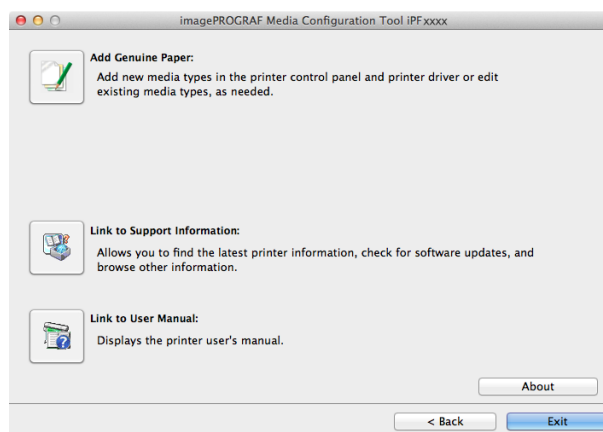 imagePROGRAF Media Configuration Tool iPFxxxx
Add Genuine Paper:
Add new media types in the printer control panel and printer driver or edit
existing media types, as needed.
Link to Support Information:
Allows you to find the latest printer information, check for software updates, and
browse other information.
Link to User Manual:
Displays the printer user's manual.
About
< Back
Exit